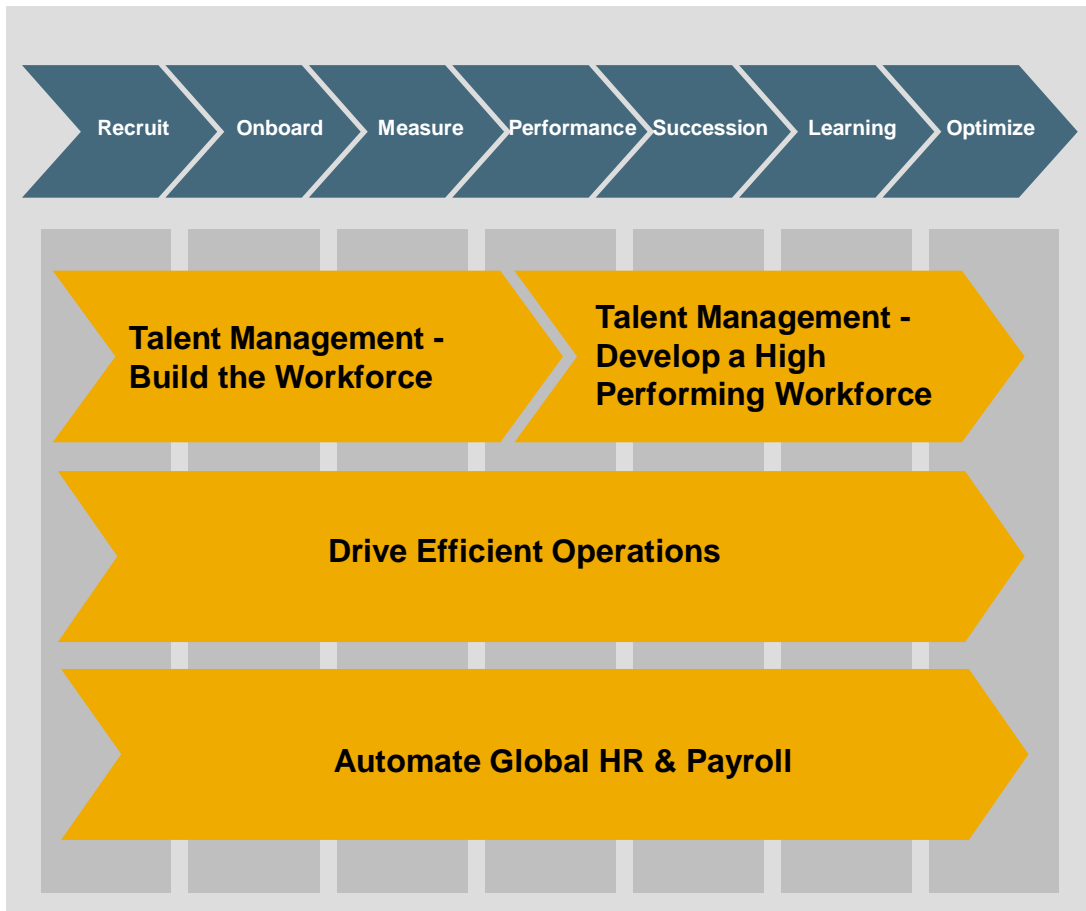 Recruit
Onboard
Measure
Performance
Succession
Learning
Optimize
Talent Management -
Build the Workforce
Talent Management -
Develop a High
Performing Workforce
Drive Efficient Operations
Automate Global HR & Payroll